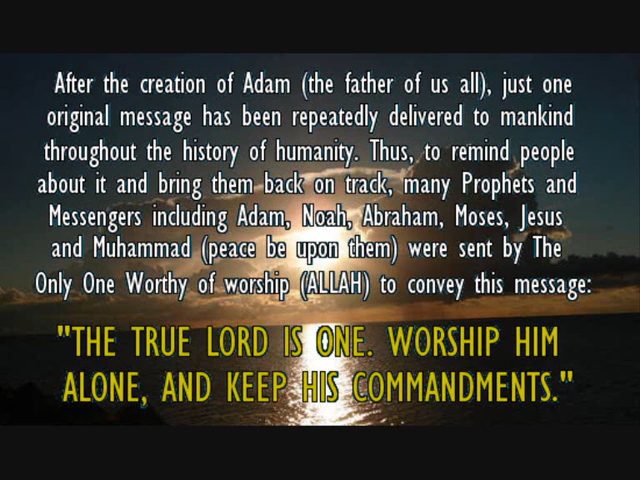 After the creation of Adam (the father of us all), just one
original message has been repeatedly delivered to mankind
throughout the history of humanity. Thus, to remind people
about it and bring them back on track, many Prophets and
Messengers including Adam, Noah, Abraham, Moses, Jesus
and Muhammad (peace be upon them) were sent by The
Only One Worthy of worship (ALLAH) to convey this message:
"THE TRUE LORD IS ONE. WORSHIP HIM
ALONE, AND KEEP HIS COMMANDMENTS."